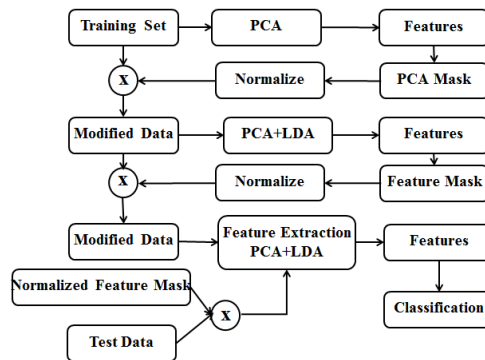 Training Set
PCA
Features
X
Normalize
PCA Mask
Modified Data
PCA+LDA
Features
X
Normalize
Feature Mask
Modified Data
Feature Extraction
PCA+LDA
Features
Normalized Feature Mask
X
Classification
Test Data